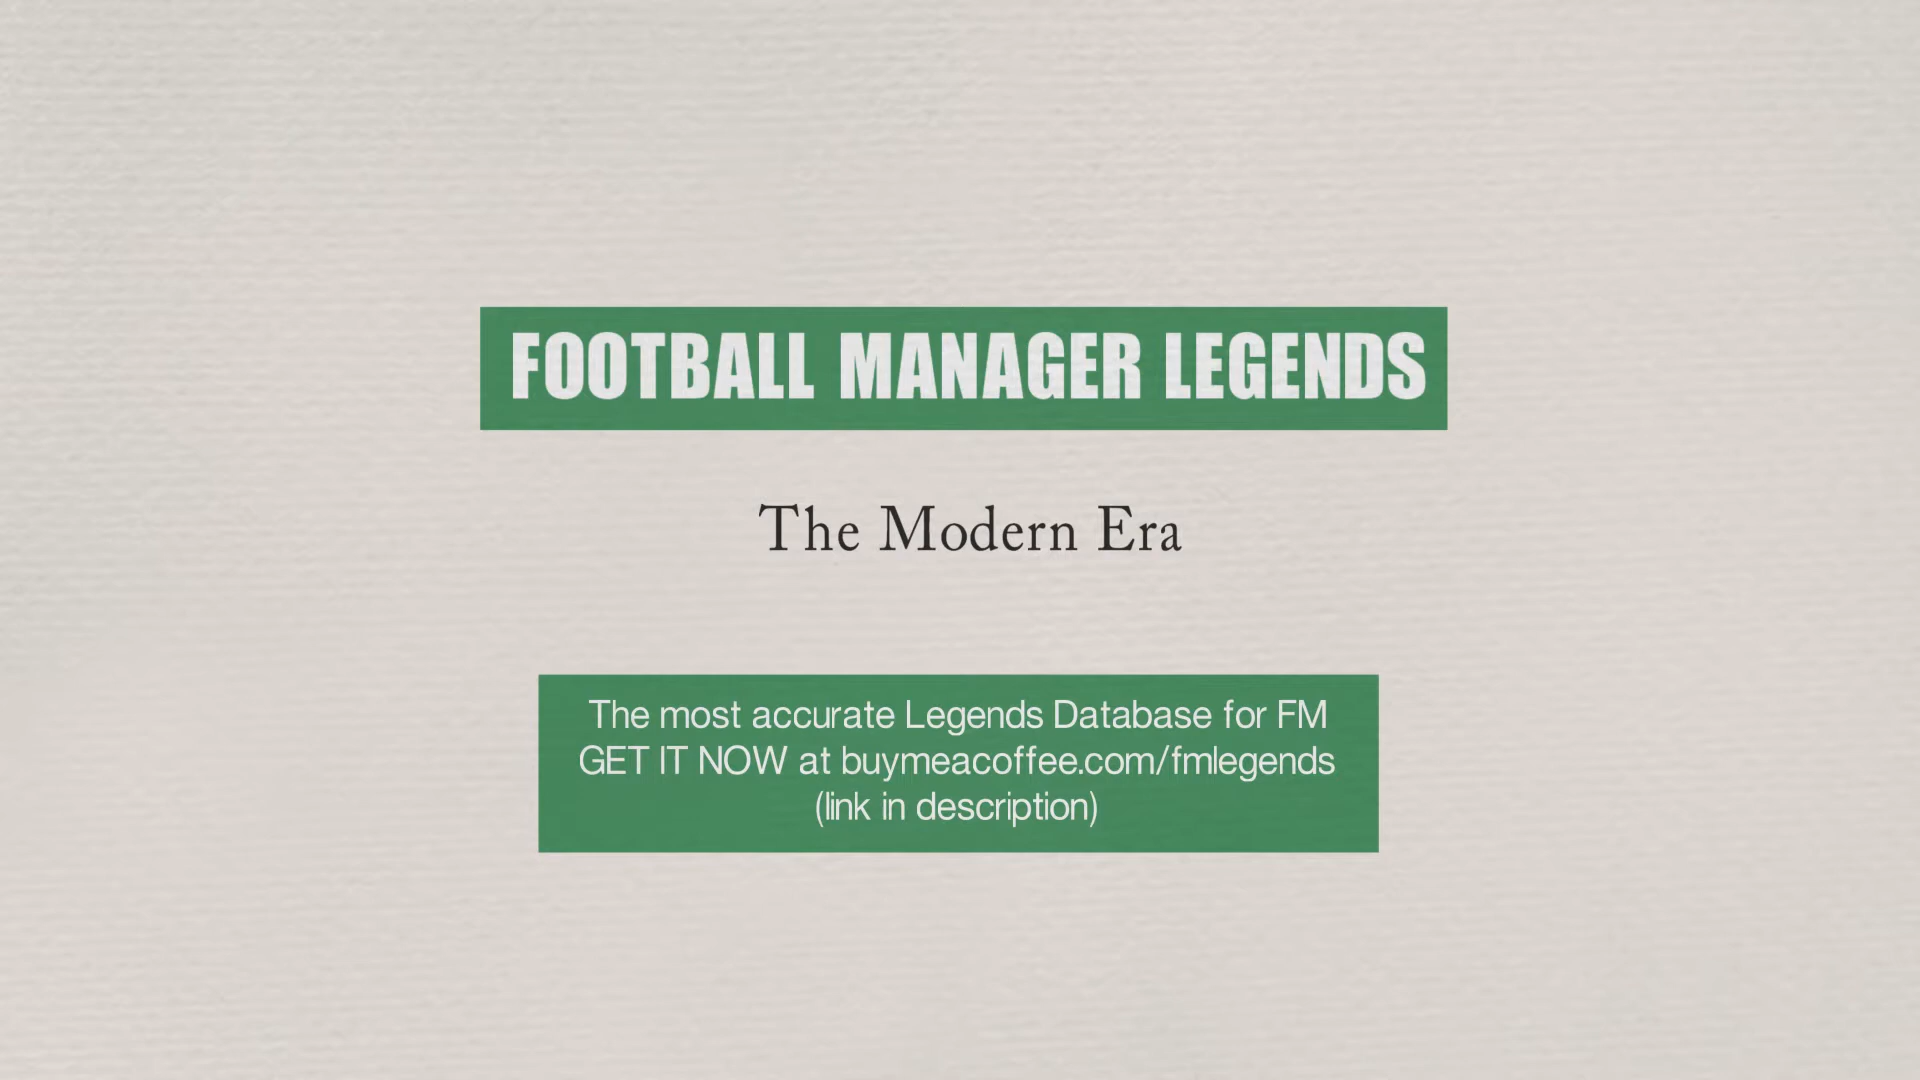 FOOTBALL MANAGER LEGENDS
The Modern Era
The most accurate Legends Database for FM
GET IT NOW at buymeacoffee.com/fmlegends
(link in description)